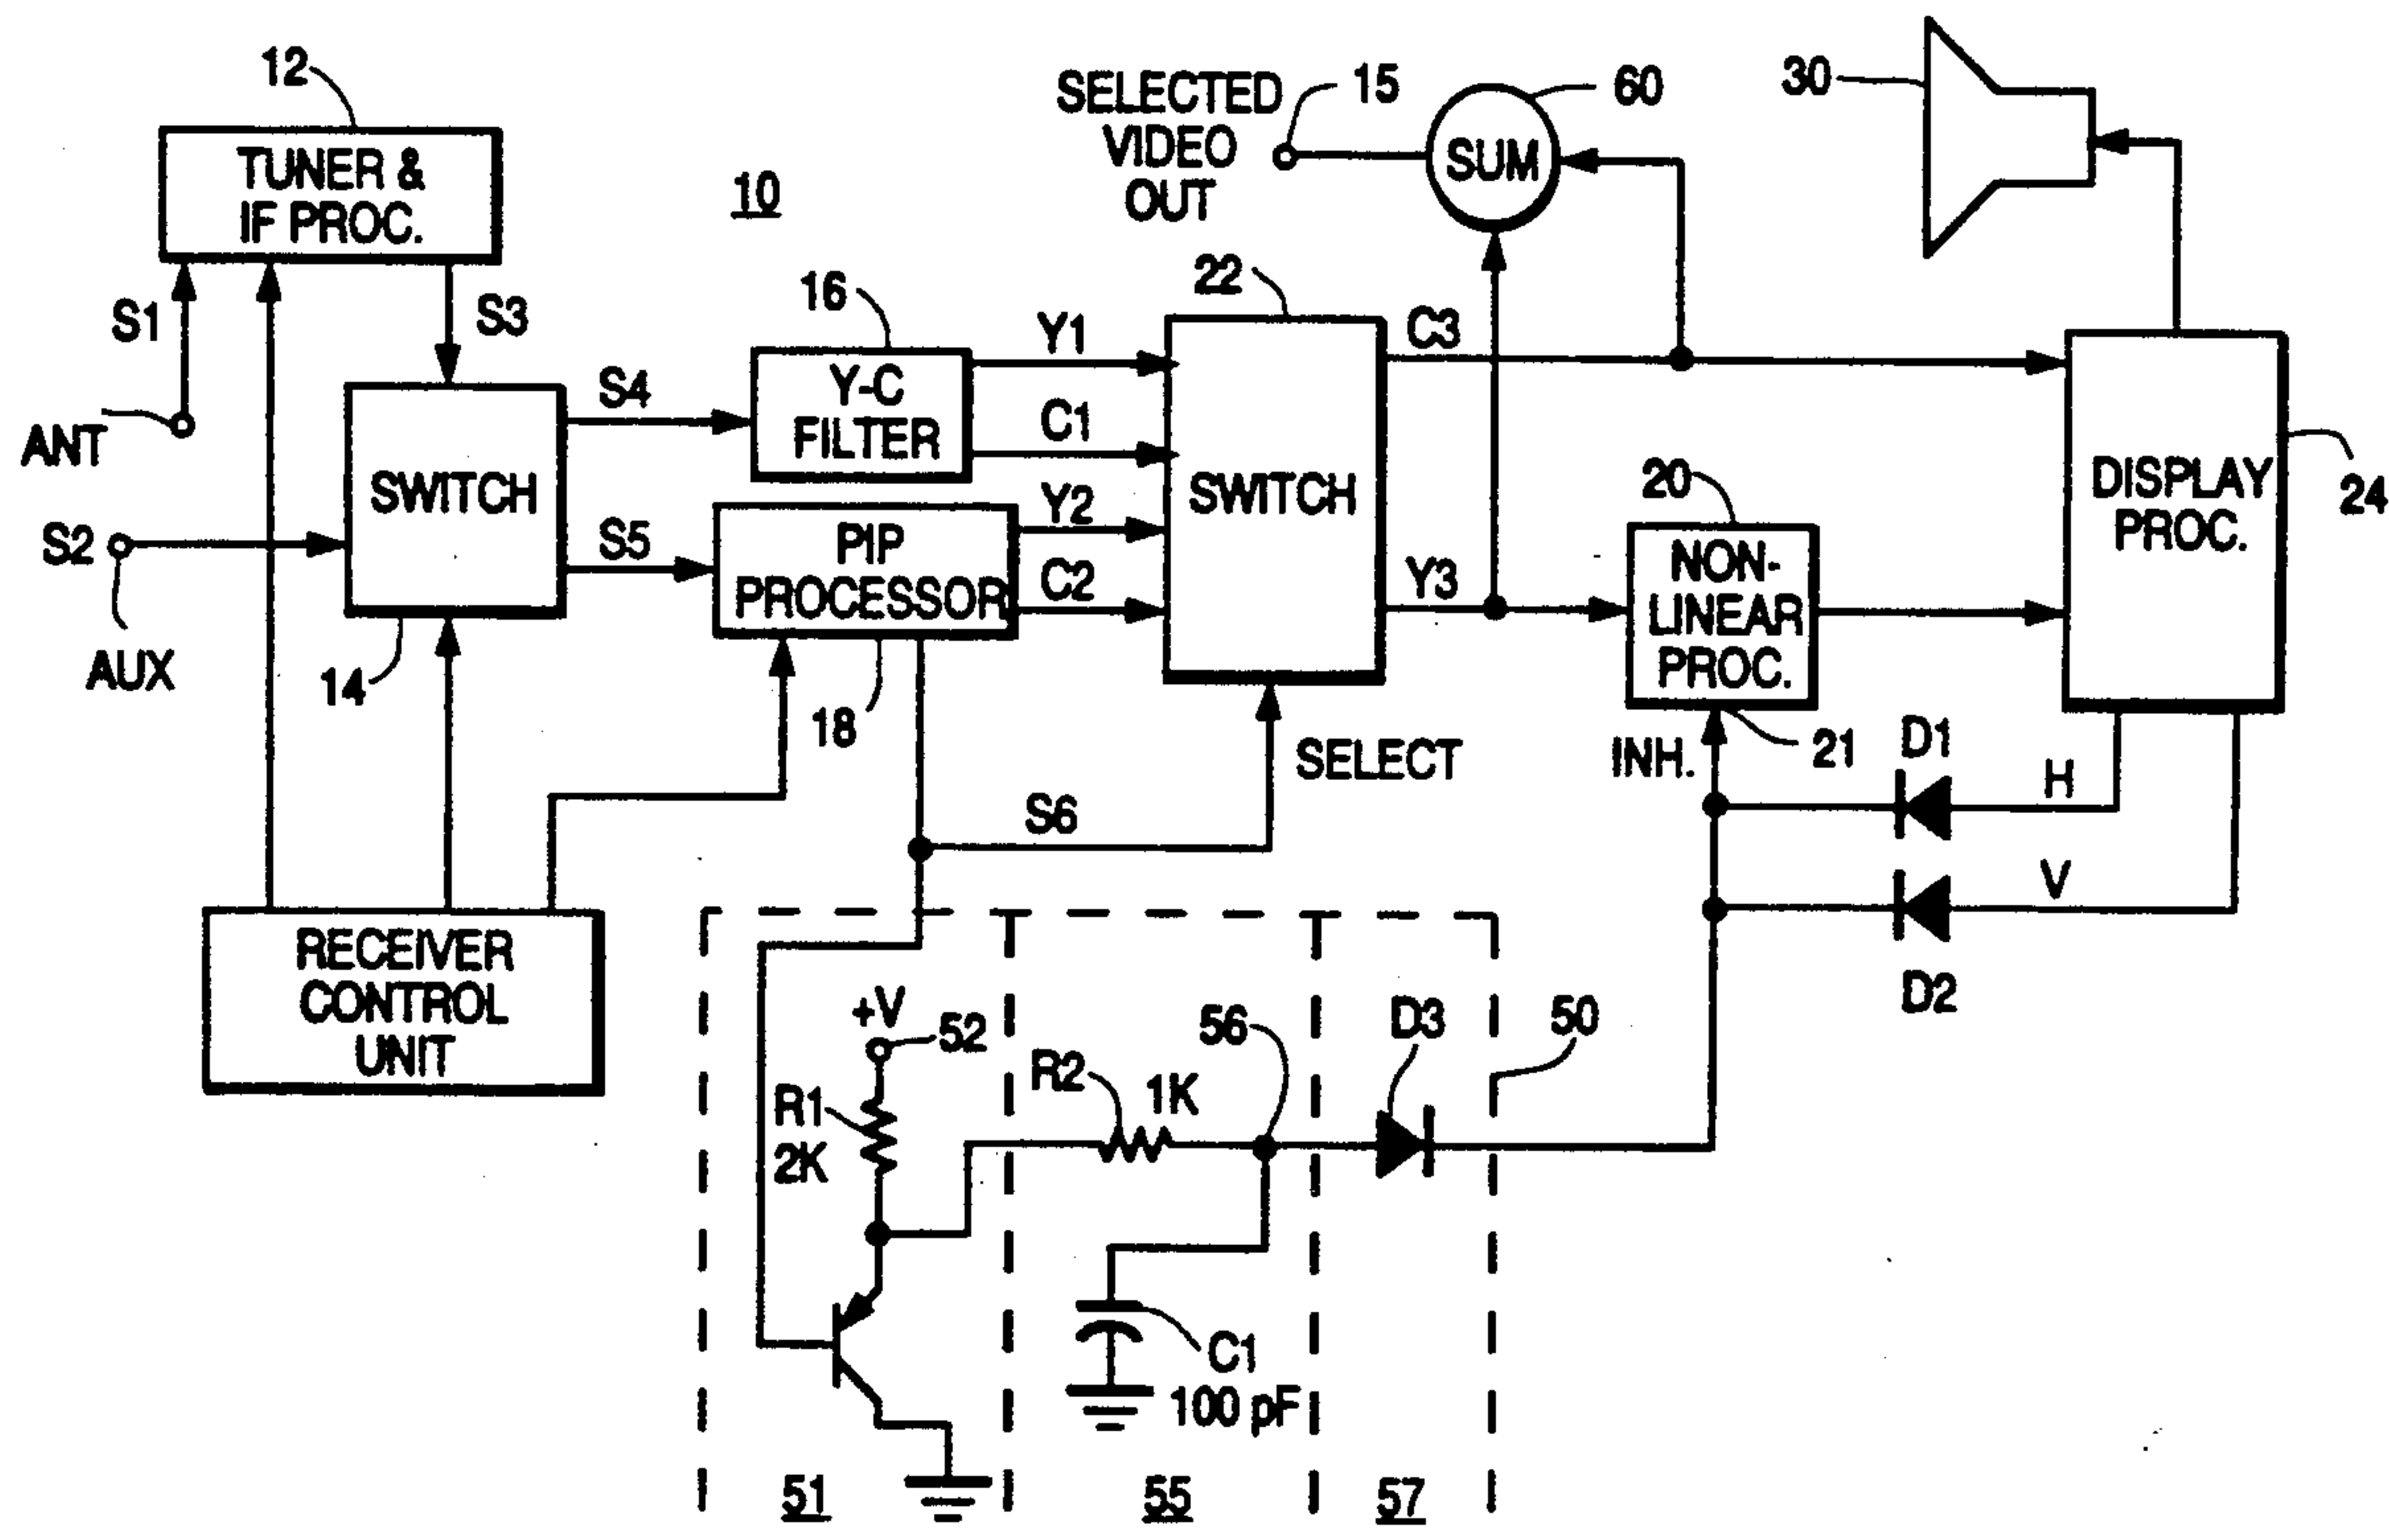 12
TUNER &
IF PROC.
S1
S3
ANT
S2
AUX
SWITCH
14
S4
S5
10
SELECTED
VIDEO
OUT
15
SUM
60
30
16
Y-C
FILTER
Y1
C1
PIP
PROCESSOR
18
Y2
C2
22
SWITCH
C3
Y3
SELECT
S6
20
NON-
LINEAR
PROC.
INH.
21
DISPLAY
PROC.
24
D1
H
V
D2
RECEIVER
CONTROL
UNIT
+V
52
R1
2K
R2
1K
56
D3
50
C1
100 pF
51
55
57